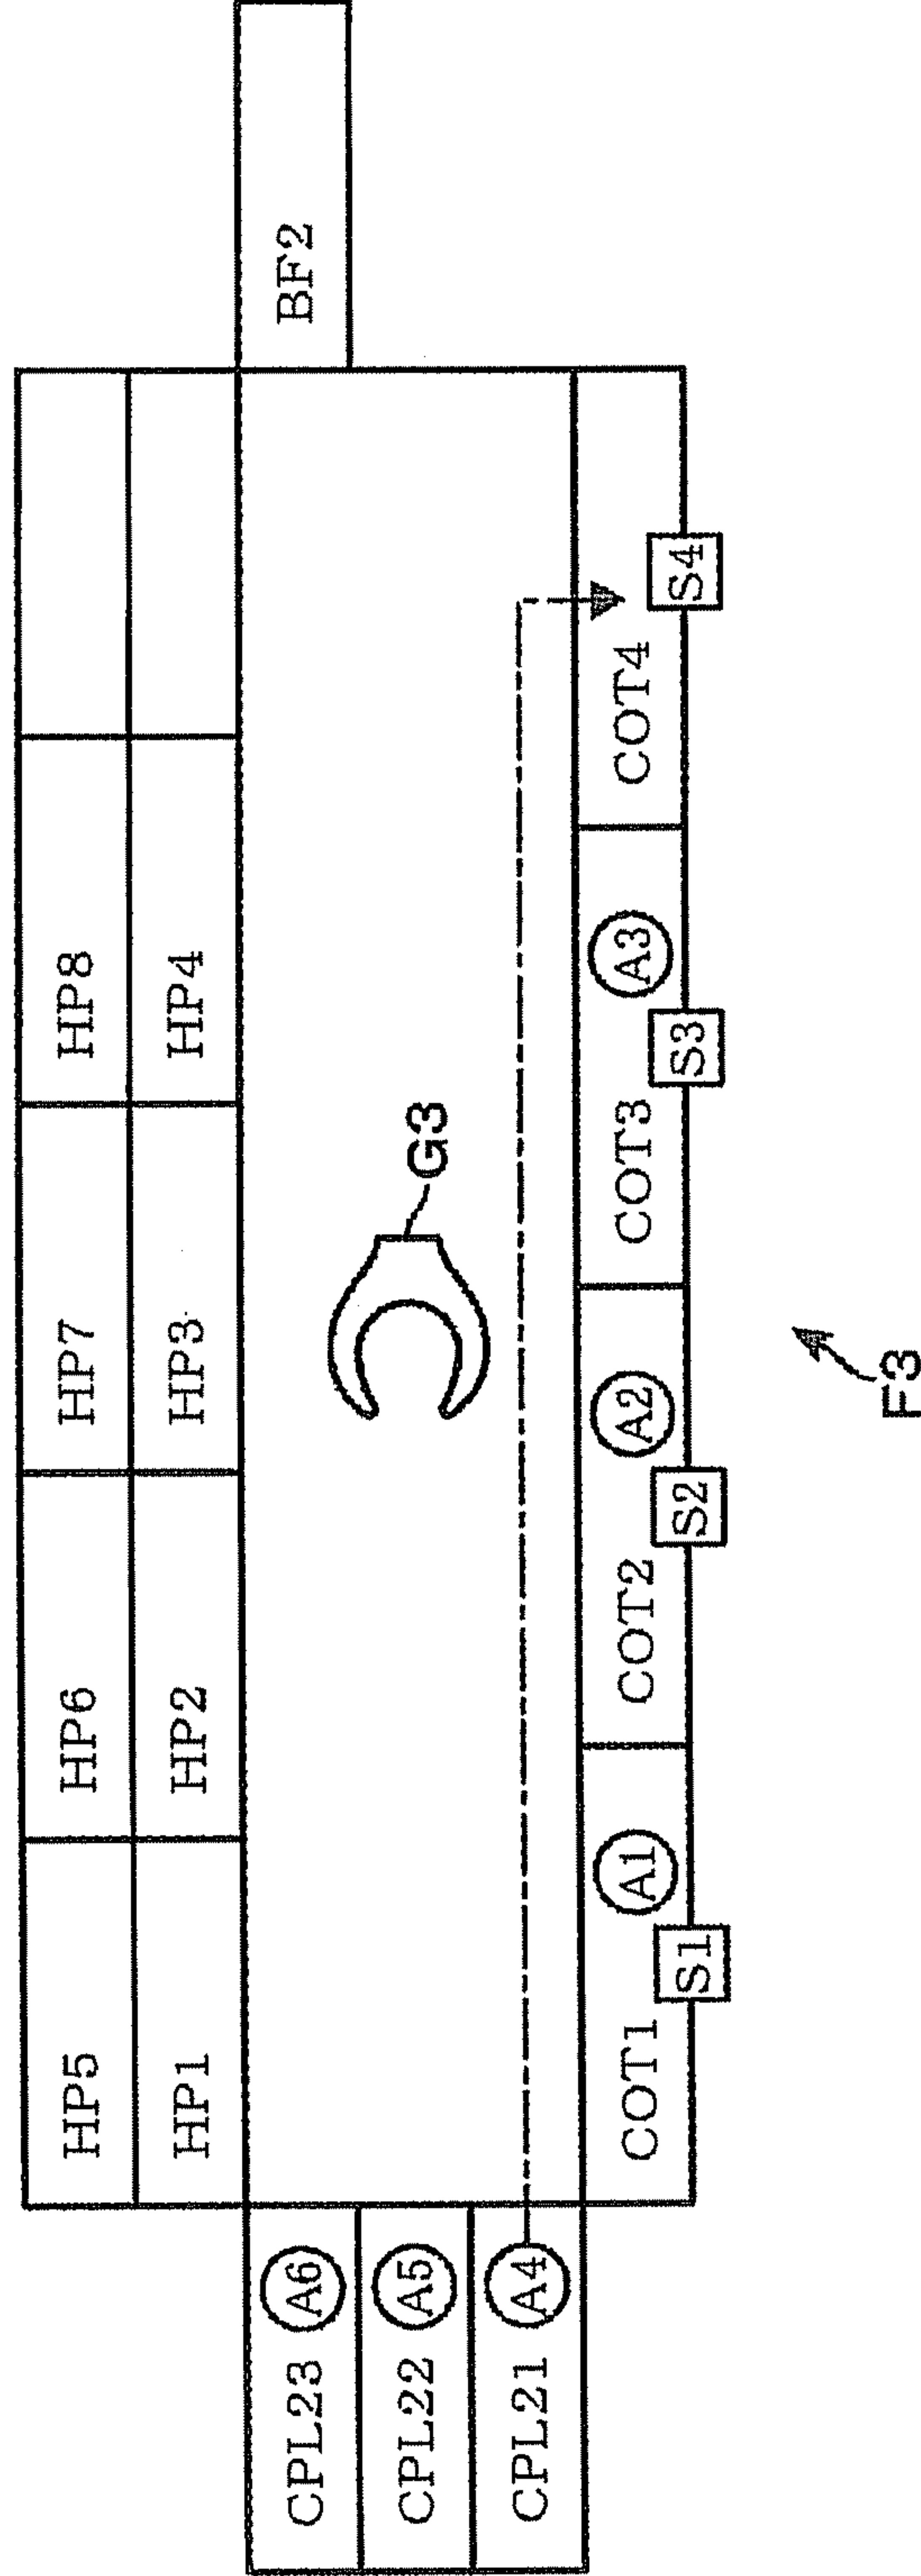 HP5 HP6 HP7 HP8
HP1 HP2 HP3 HP4
BF2
CPL23 A6
CPL22 A5
CPL21 A4
G3
COT1 A1 COT2 A2 COT3 A3 COT4
S1 S2 S3 S4
F3